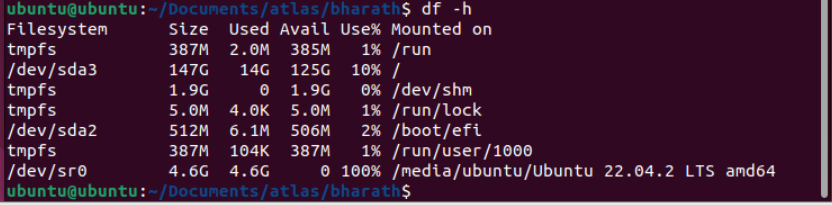 ubuntu@ubuntu:~/Documents/atlas/bharath$ df -h
Filesystem      Size  Used Avail Use% Mounted on
tmpfs           387M  2.0M  385M   1% /run
/dev/sda3       147G   14G  125G  10% /
tmpfs           1.9G     0  1.9G   0% /dev/shm
tmpfs           5.0M  4.0K  5.0M   1% /run/lock
/dev/sda2       512M  6.1M  506M   2% /boot/efi
tmpfs           387M  104K  387M   1% /run/user/1000
/dev/sr0        4.6G  4.6G     0 100% /media/ubuntu/Ubuntu 22.04.2 LTS amd64
ubuntu@ubuntu:~/Documents/atlas/bharath$